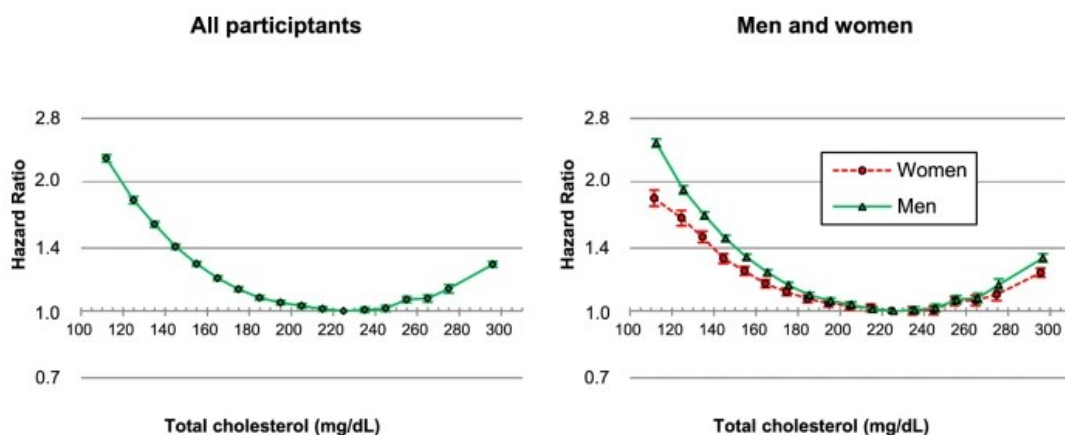 All participtants
Hazard Ratio
2.8
2.0
1.4
1.0
0.7
100 120 140 160 180 200 220 240 260 280 300
Total cholesterol (mg/dL)
Men and women
Hazard Ratio
2.8
2.0
1.4
1.0
0.7
Women
Men
100 120 140 160 180 200 220 240 260 280 300
Total cholesterol (mg/dL)